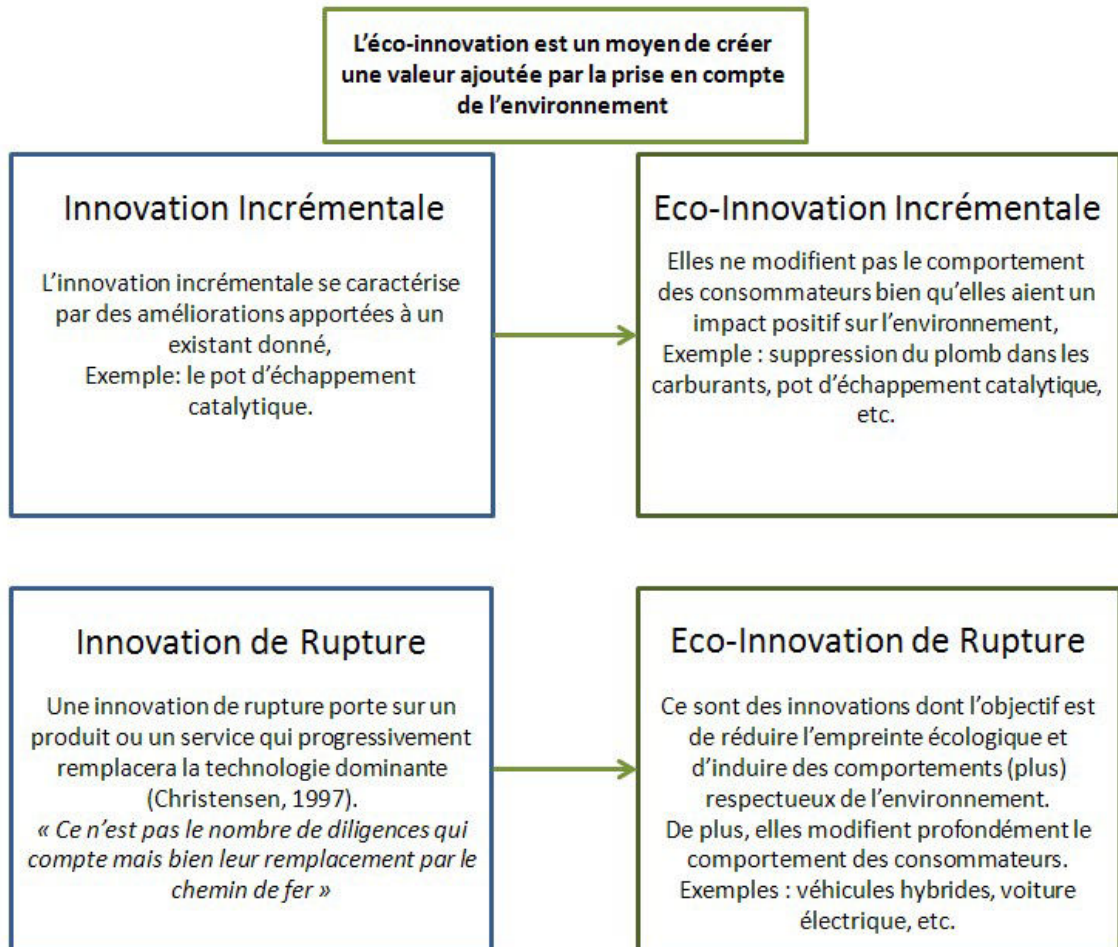 L’éco-innovation est un moyen de créer
une valeur ajoutée par la prise en compte
de l’environnement
Innovation Incrémentale
L’innovation incrémentale se caractérise
par des améliorations apportées à un
existant donné,
Exemple: le pot d’échappement
catalytique.
Eco-Innovation Incrémentale
Elles ne modifient pas le comportement
des consommateurs bien qu’elles aient un
impact positif sur l’environnement,
Exemple : suppression du plomb dans les
carburants, pot d’échappement catalytique,
etc.
Innovation de Rupture
Une innovation de rupture porte sur un
produit ou un service qui progressivement
remplacera la technologie dominante
(Christensen, 1997).
« Ce n’est pas le nombre de diligences qui
compte mais bien leur remplacement par le
chemin de fer »
Eco-Innovation de Rupture
Ce sont des innovations dont l’objectif est
de réduire l’empreinte écologique et
d’induire des comportements (plus)
respectueux de l’environnement.
De plus, elles modifient profondément le
comportement des consommateurs.
Exemples : véhicules hybrides, voiture
électrique, etc.